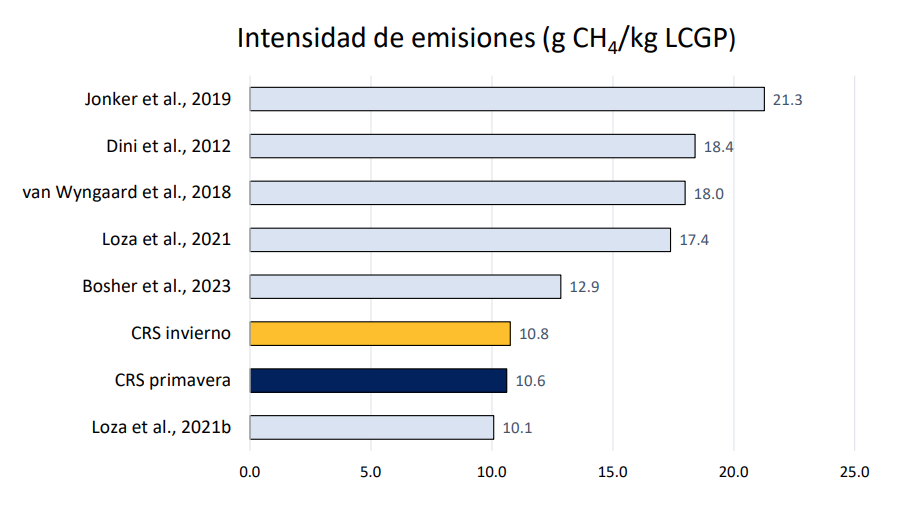 Intensidad de emisiones (g CH₄/kg LCGP)
Jonker et al., 2019 21.3
Dini et al., 2012 18.4
van Wyngaard et al., 2018 18.0
Loza et al., 2021 17.4
Bosher et al., 2023 12.9
CRS invierno 10.8
CRS primavera 10.6
Loza et al., 2021b 10.1
0.0 5.0 10.0 15.0 20.0 25.0